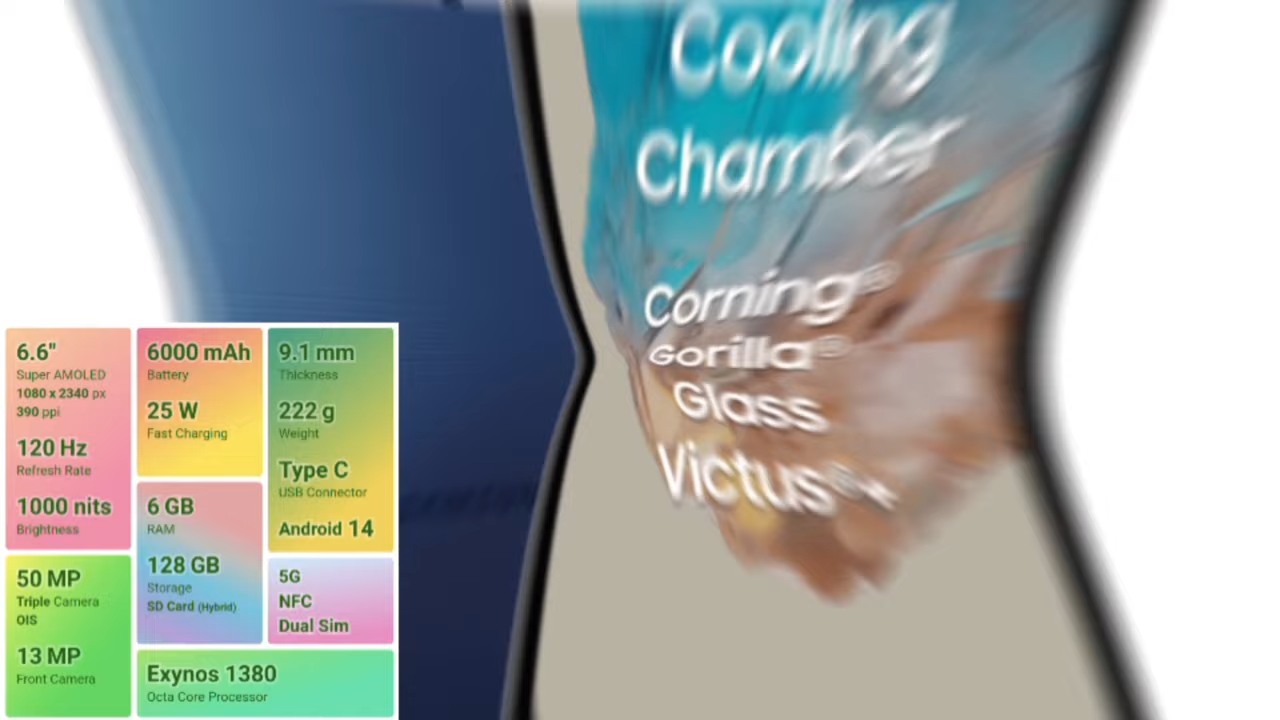 Cooling
Chamber
Corning®
Gorilla®
Glass
Victus®+
6.6"
Super AMOLED
1080 x 2340 px
390 ppi
120 Hz
Refresh Rate
1000 nits
Brightness
50 MP
Triple Camera
OIS
13 MP
Front Camera
6000 mAh
Battery
25 W
Fast Charging
6 GB
RAM
128 GB
Storage
SD Card (Hybrid)
9.1 mm
Thickness
222 g
Weight
Type C
USB Connector
Android 14
5G
NFC
Dual Sim
Exynos 1380
Octa Core Processor